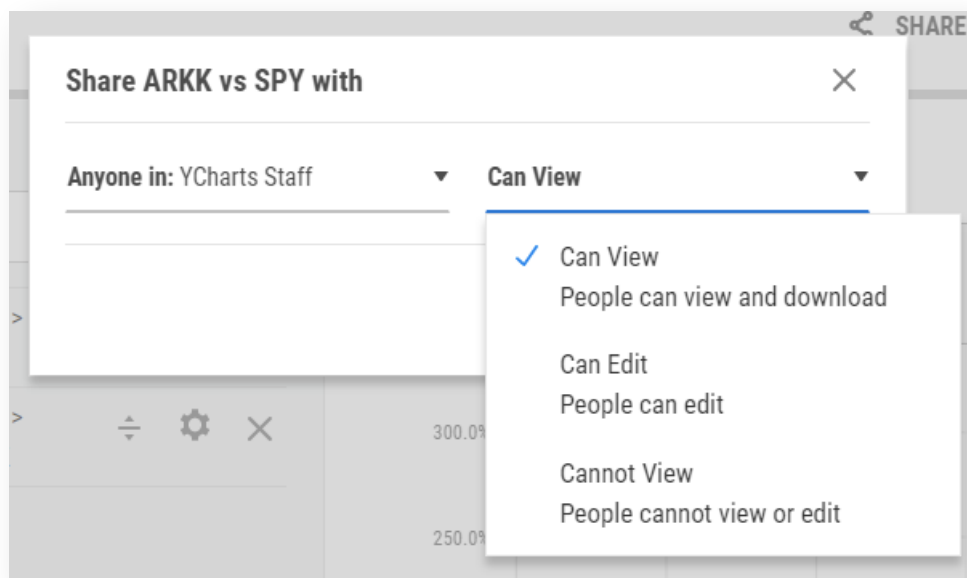 SHARE
Share ARKK vs SPY with
Anyone in: YCharts Staff
Can View
Can View
People can view and download
Can Edit
People can edit
Cannot View
People cannot view or edit
>
>
300.0%
250.0%